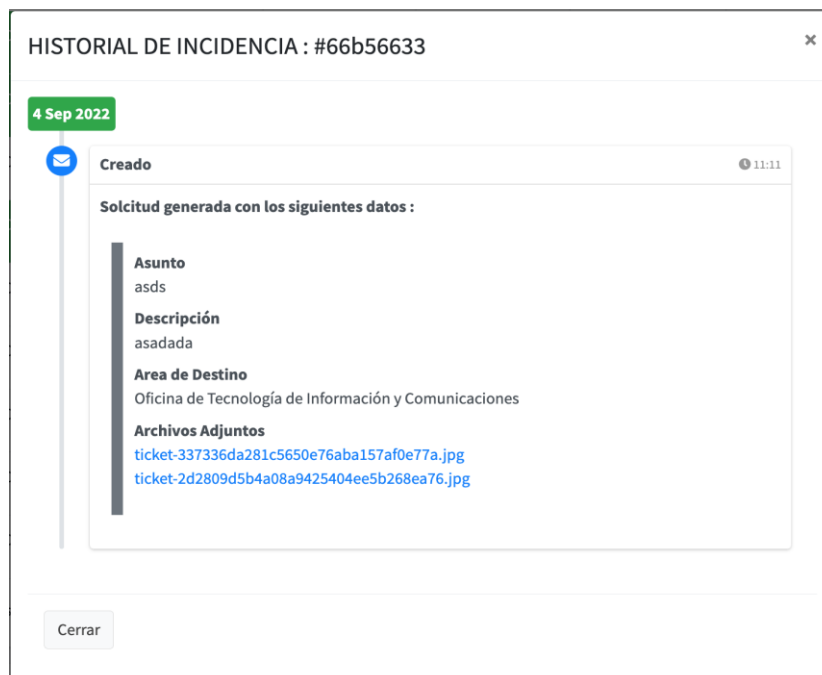 HISTORIAL DE INCIDENCIA : #66b56633
×
4 Sep 2022
Creado
11:11
Solcitud generada con los siguientes datos :
Asunto
asds
Descripción
asadada
Area de Destino
Oficina de Tecnología de Información y Comunicaciones
Archivos Adjuntos
ticket-337336da281c5650e76aba157af0e77a.jpg
ticket-2d2809d5b4a08a9425404ee5b268ea76.jpg
Cerrar